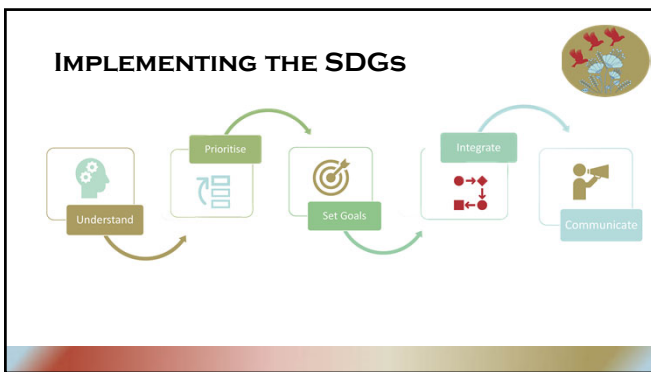 IMPLEMENTING THE SDGs
Understand
Prioritise
Set Goals
Integrate
Communicate